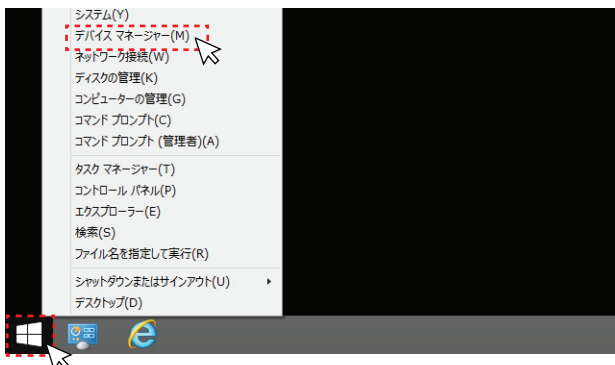 システム(Y)
デバイス マネージャー(M)
ネットワーク接続(W)
ディスクの管理(K)
コンピューターの管理(G)
コマンド プロンプト(C)
コマンド プロンプト (管理者)(A)
タスク マネージャー(T)
コントロール パネル(P)
エクスプローラー(E)
検索(S)
ファイル名を指定して実行(R)
シャットダウンまたはサインアウト(U)
デスクトップ(D)